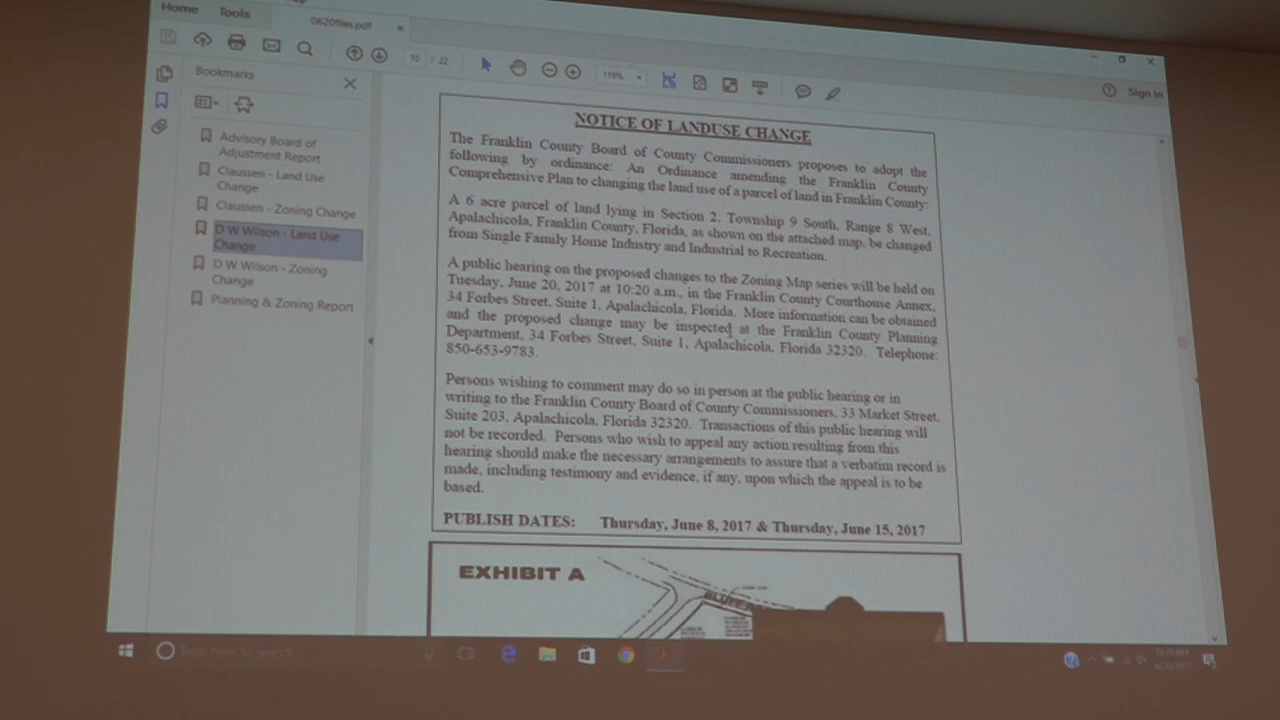 Home Tools 0620files.pdf
Sign In
10 / 22 119%
Bookmarks
Advisory Board of
Adjustment Report
Claussen - Land Use
Change
Claussen - Zoning Change
D W Wilson - Land Use
Change
D W Wilson - Zoning
Change
Planning & Zoning Report
NOTICE OF LANDUSE CHANGE
The Franklin County Board of County Commissioners proposes to adopt the
following by ordinance: An Ordinance amending the Franklin County
Comprehensive Plan to changing the land use of a parcel of land in Franklin County:
A 6 acre parcel of land lying in Section 2, Township 9 South, Range 8 West,
Apalachicola, Franklin County, Florida, as shown on the attached map, be changed
from Single Family Home Industry and Industrial to Recreation.
A public hearing on the proposed changes to the Zoning Map series will be held on
Tuesday, June 20, 2017 at 10:20 a.m., in the Franklin County Courthouse Annex,
34 Forbes Street, Suite 1, Apalachicola, Florida. More information can be obtained
and the proposed change may be inspected at the Franklin County Planning
Department, 34 Forbes Street, Suite 1, Apalachicola, Florida 32320. Telephone:
850-653-9783.
Persons wishing to comment may do so in person at the public hearing or in
writing to the Franklin County Board of County Commissioners, 33 Market Street,
Suite 203, Apalachicola, Florida 32320. Transactions of this public hearing will
not be recorded. Persons who wish to appeal any action resulting from this
hearing should make the necessary arrangements to assure that a verbatim record is
made, including testimony and evidence, if any, upon which the appeal is to be
based.
PUBLISH DATES: Thursday, June 8, 2017 & Thursday, June 15, 2017
EXHIBIT A
Type here to search